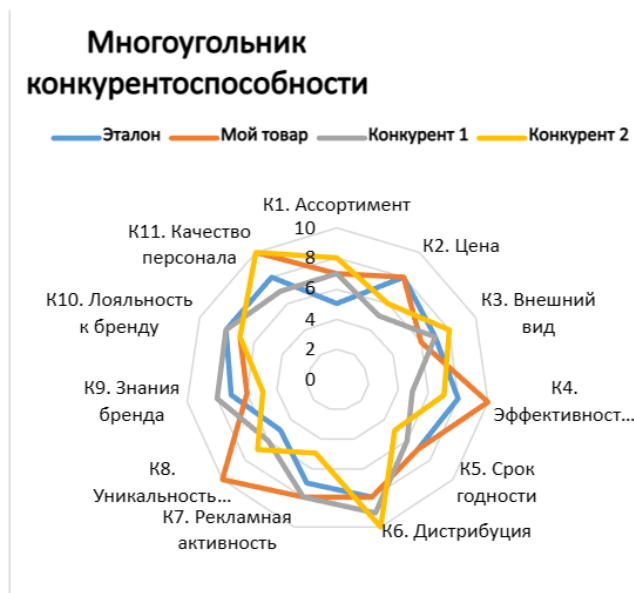 Многоугольник
конкурентоспособности
Эталон Мой товар Конкурент 1 Конкурент 2
К1. Ассортимент
10
8
6
4
2
0
К2. Цена
К3. Внешний
вид
К4.
Эффективност...
К5. Срок
годности
К6. Дистрибуция
К7. Рекламная
активность
К8.
Уникальность...
К9. Знания
бренда
К10. Лояльность
к бренду
К11. Качество
персонала